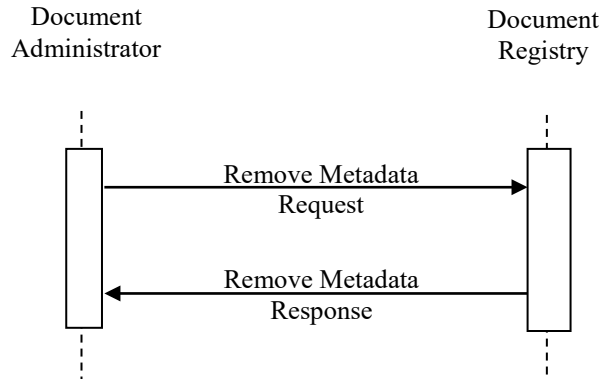 Document
Administrator
Document
Registry
Remove Metadata
Request
Remove Metadata
Response